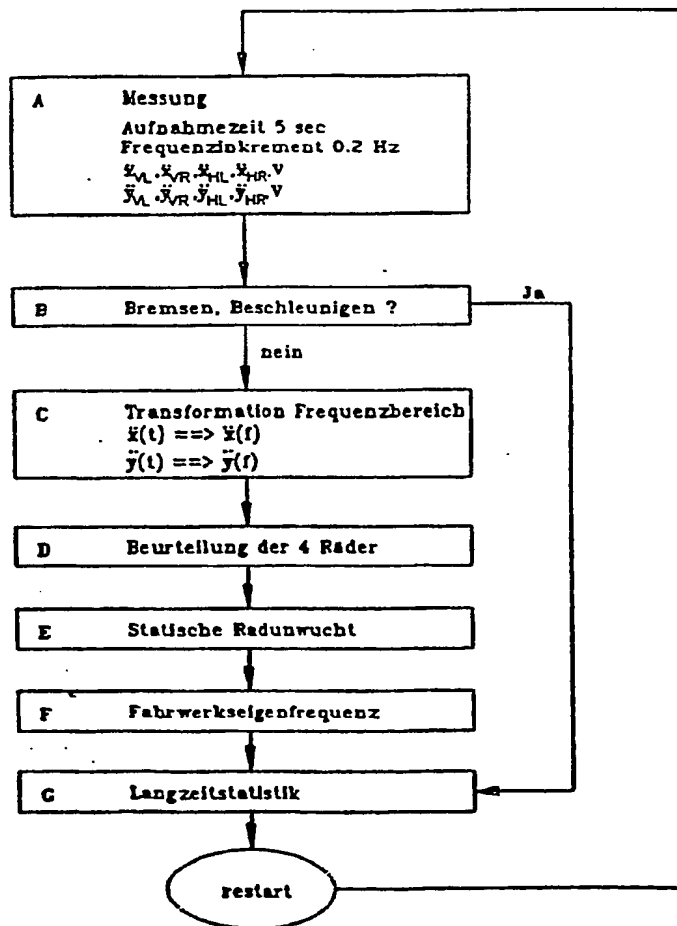 A Messung
Aufnahmezeit 5 sec
Frequenzinkrement 0.2 Hz
ẍVL, ẍVR, ẍHL, ẍHR, V
ÿVL, ÿVR, ÿHL, ÿHR, V
B Bremsen, Beschleunigen ?
Ja
nein
C Transformation Frequenzbereich
ẍ(t) ==> ẍ(f)
ÿ(t) ==> ÿ(f)
D Beurteilung der 4 Räder
E Statische Radunwucht
F Fahrwerkseigenfrequenz
G Langzeitstatistik
restart